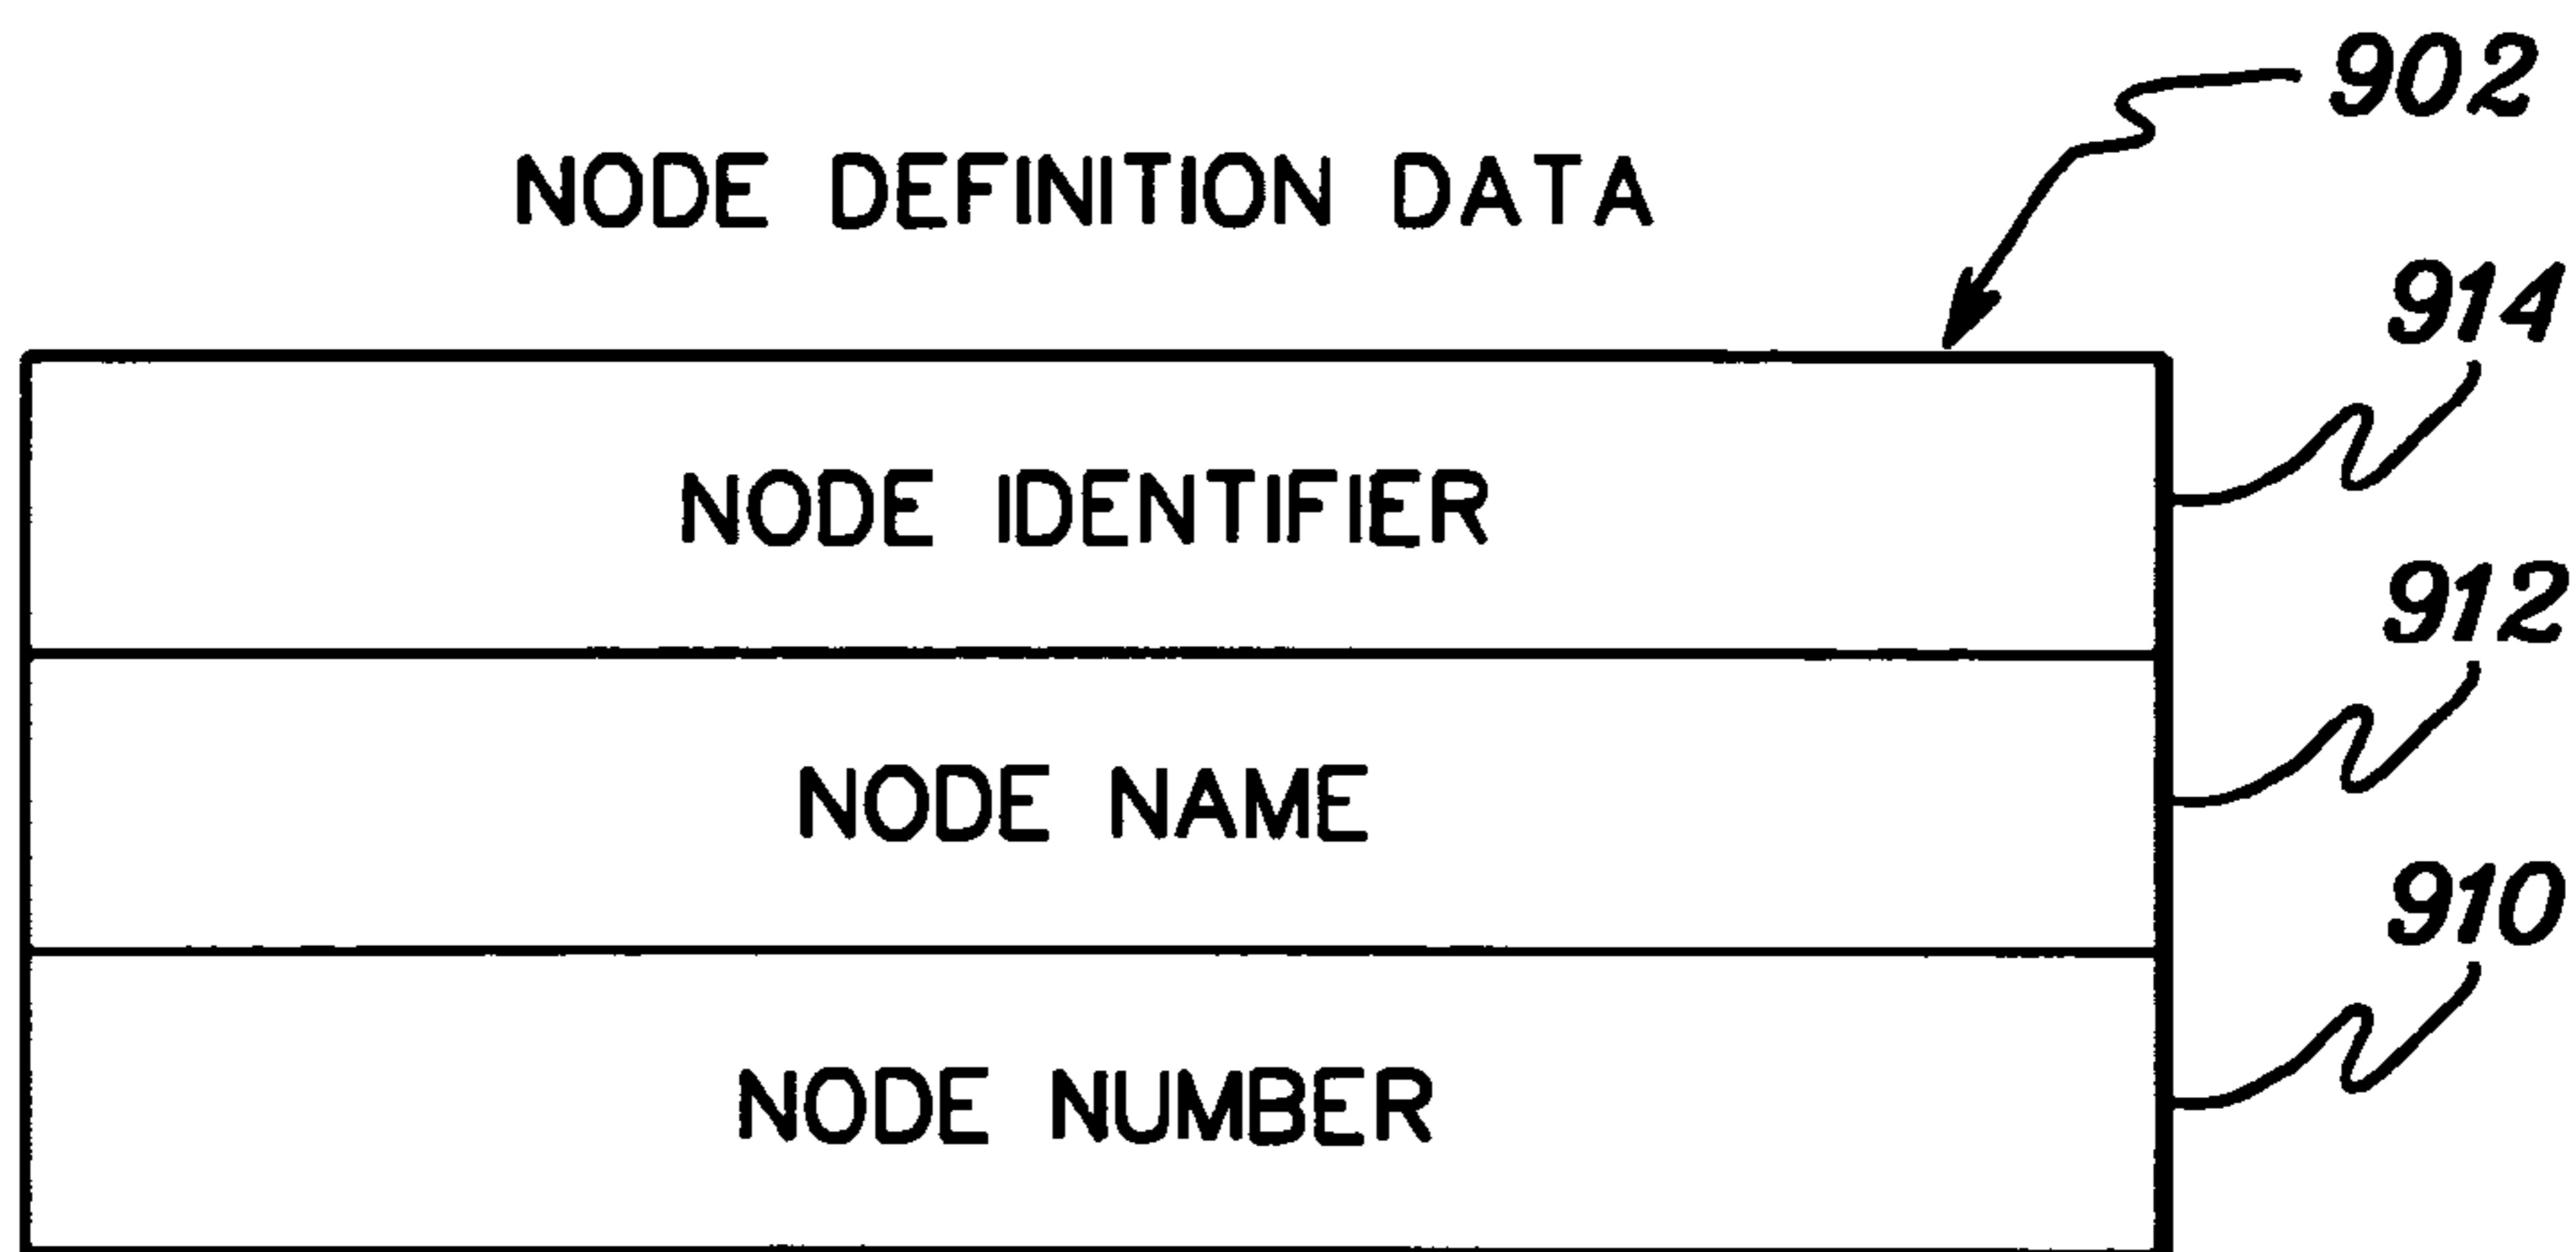 902
NODE DEFINITION DATA
914
NODE IDENTIFIER
912
NODE NAME
910
NODE NUMBER